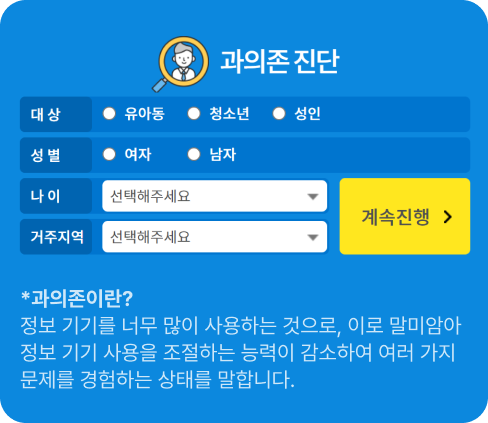 과의존 진단
대 상 유아동 청소년 성인
성 별 여자 남자
나 이 선택해주세요
계속진행
거주지역 선택해주세요
*과의존이란?
정보 기기를 너무 많이 사용하는 것으로, 이로 말미암아
정보 기기 사용을 조절하는 능력이 감소하여 여러 가지
문제를 경험하는 상태를 말합니다.